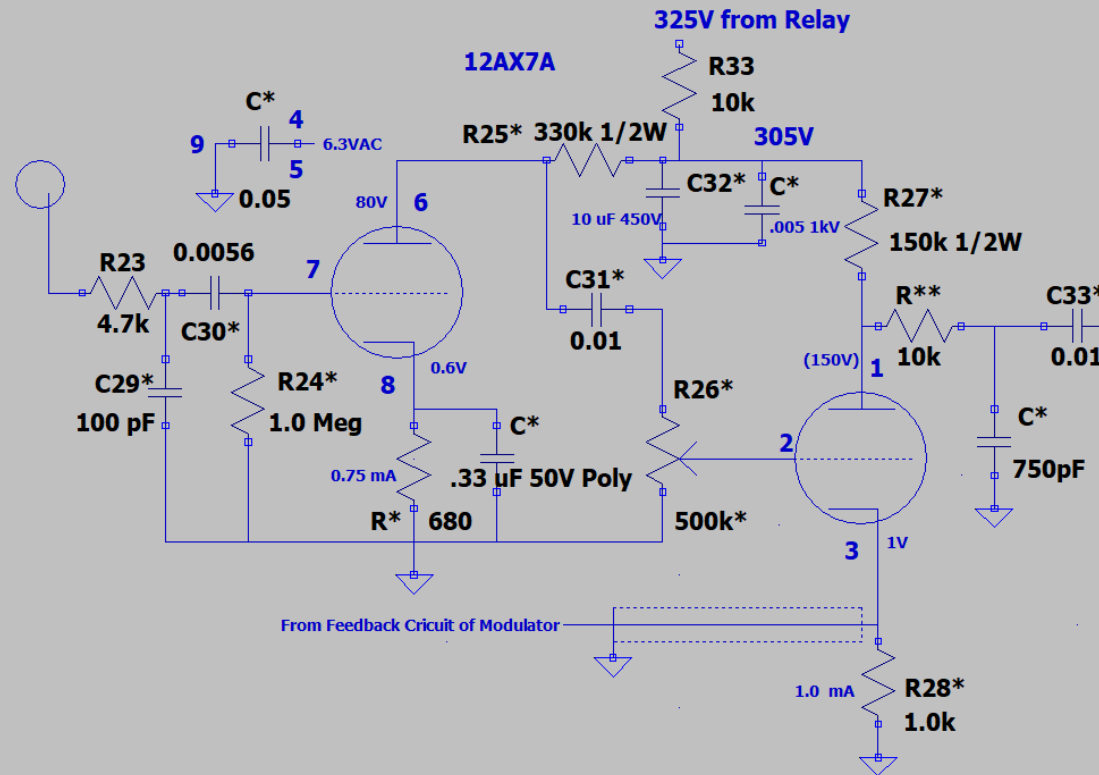 325V from Relay
12AX7A
R33
10k
C*
4
9
6.3VAC
5
0.05
R25*
330k 1/2W
305V
C32*
C*
10 uF 450V
.005 1kV
R27*
150k 1/2W
80V
6
R23
0.0056
7
4.7k
C30*
C31*
0.01
R**
10k
C33*
0.01
(150V)
1
0.6V
8
C29*
100 pF
R24*
1.0 Meg
R26*
C*
2
C*
750pF
0.75 mA
.33 uF 50V Poly
R*
680
500k*
3
1V
From Feedback Cricuit of Modulator
1.0 mA
R28*
1.0k